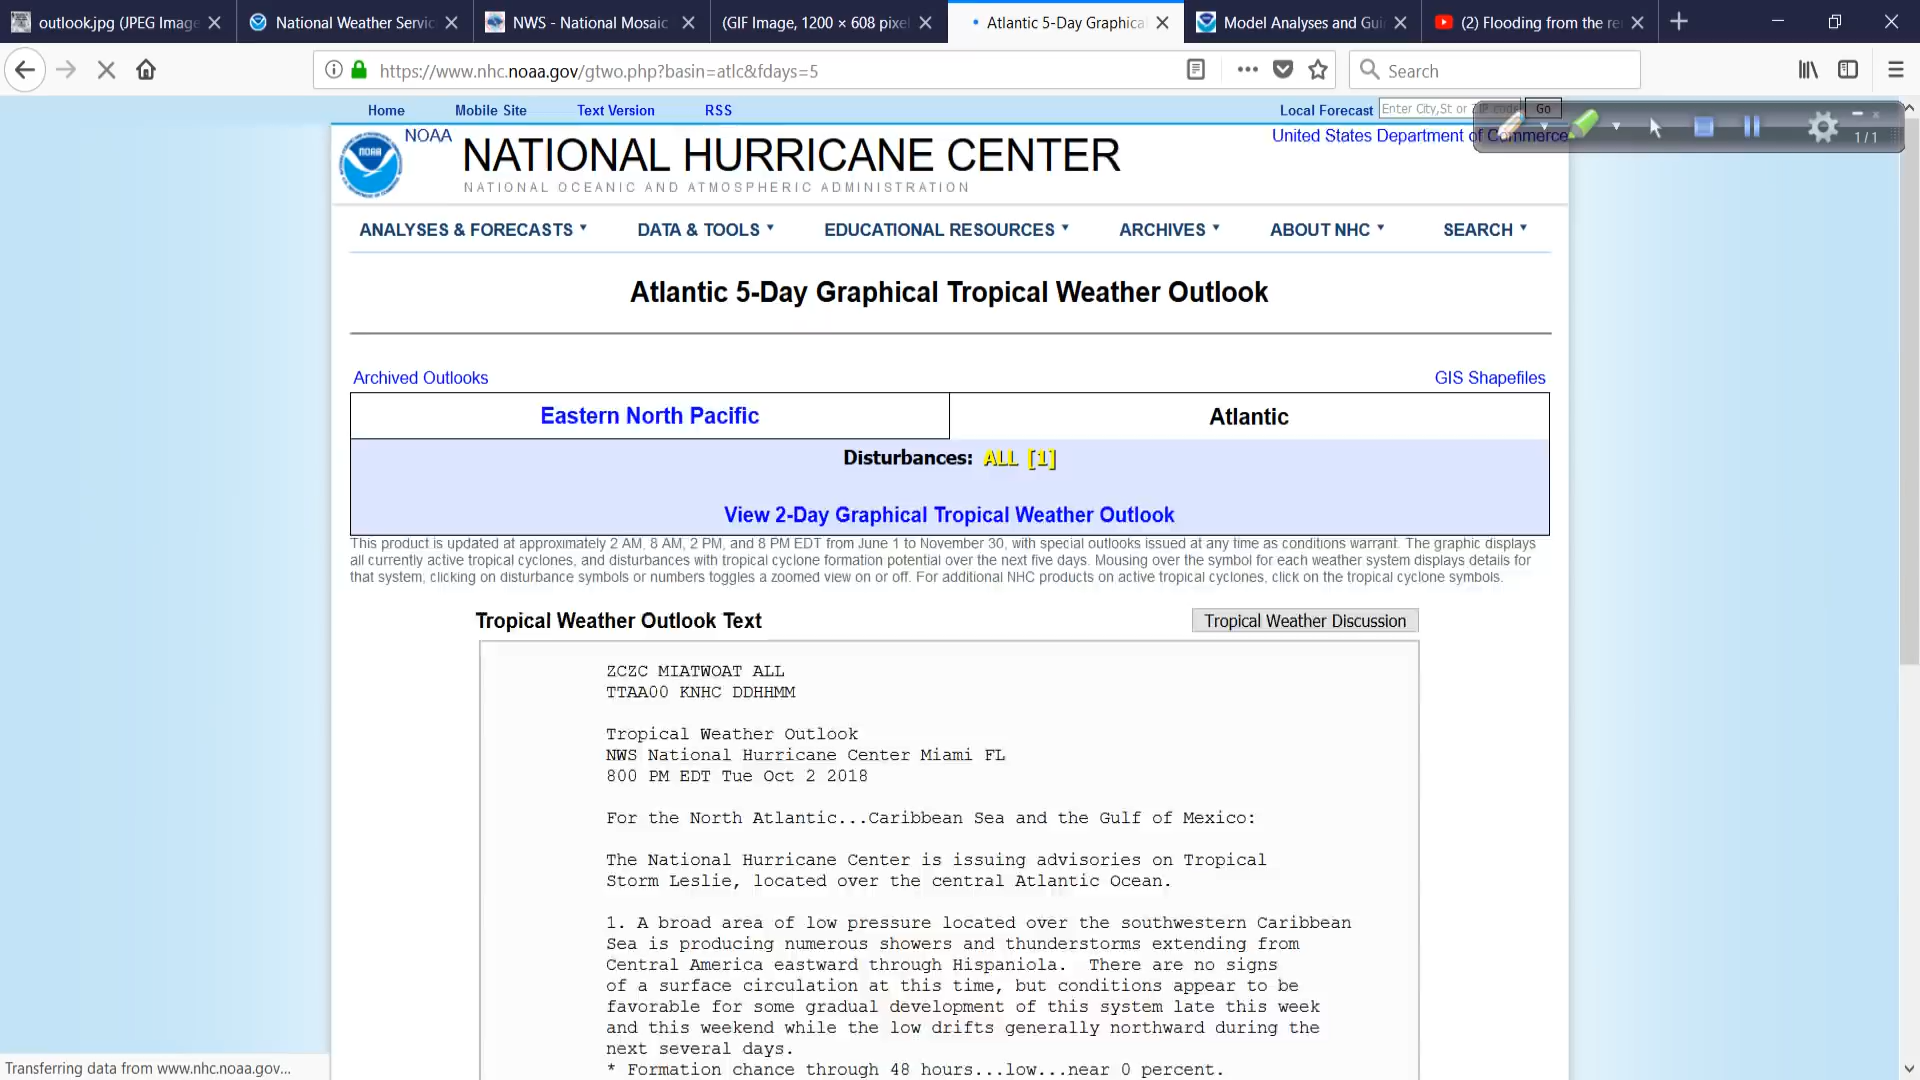 outlook.jpg (JPEG Image
National Weather Servic
NWS - National Mosaic
(GIF Image, 1200 × 608 pixel
Atlantic 5-Day Graphical
Model Analyses and Gui
(2) Flooding from the re
https://www.nhc.noaa.gov/gtwo.php?basin=atlc&fdays=5
Search
Home Mobile Site Text Version RSS
Local Forecast Enter City,St or ZIP code Go
NOAA
NOAA
NATIONAL HURRICANE CENTER
NATIONAL OCEANIC AND ATMOSPHERIC ADMINISTRATION
United States Department of Commerce
1/1
ANALYSES & FORECASTS DATA & TOOLS EDUCATIONAL RESOURCES ARCHIVES ABOUT NHC SEARCH
Atlantic 5-Day Graphical Tropical Weather Outlook
Archived Outlooks GIS Shapefiles
Eastern North Pacific Atlantic
Disturbances: ALL [1]
View 2-Day Graphical Tropical Weather Outlook
This product is updated at approximately 2 AM, 8 AM, 2 PM, and 8 PM EDT from June 1 to November 30, with special outlooks issued at any time as conditions warrant. The graphic displays
all currently active tropical cyclones, and disturbances with tropical cyclone formation potential over the next five days. Mousing over the symbol for each weather system displays details for
that system, clicking on disturbance symbols or numbers toggles a zoomed view on or off. For additional NHC products on active tropical cyclones, click on the tropical cyclone symbols.
Tropical Weather Outlook Text
Tropical Weather Discussion
ZCZC MIATWOAT ALL
TTAA00 KNHC DDHHMM
Tropical Weather Outlook
NWS National Hurricane Center Miami FL
800 PM EDT Tue Oct 2 2018
For the North Atlantic...Caribbean Sea and the Gulf of Mexico:
The National Hurricane Center is issuing advisories on Tropical
Storm Leslie, located over the central Atlantic Ocean.
1. A broad area of low pressure located over the southwestern Caribbean
Sea is producing numerous showers and thunderstorms extending from
Central America eastward through Hispaniola. There are no signs
of a surface circulation at this time, but conditions appear to be
favorable for some gradual development of this system late this week
and this weekend while the low drifts generally northward during the
next several days.
* Formation chance through 48 hours...low...near 0 percent.
Transferring data from www.nhc.noaa.gov...